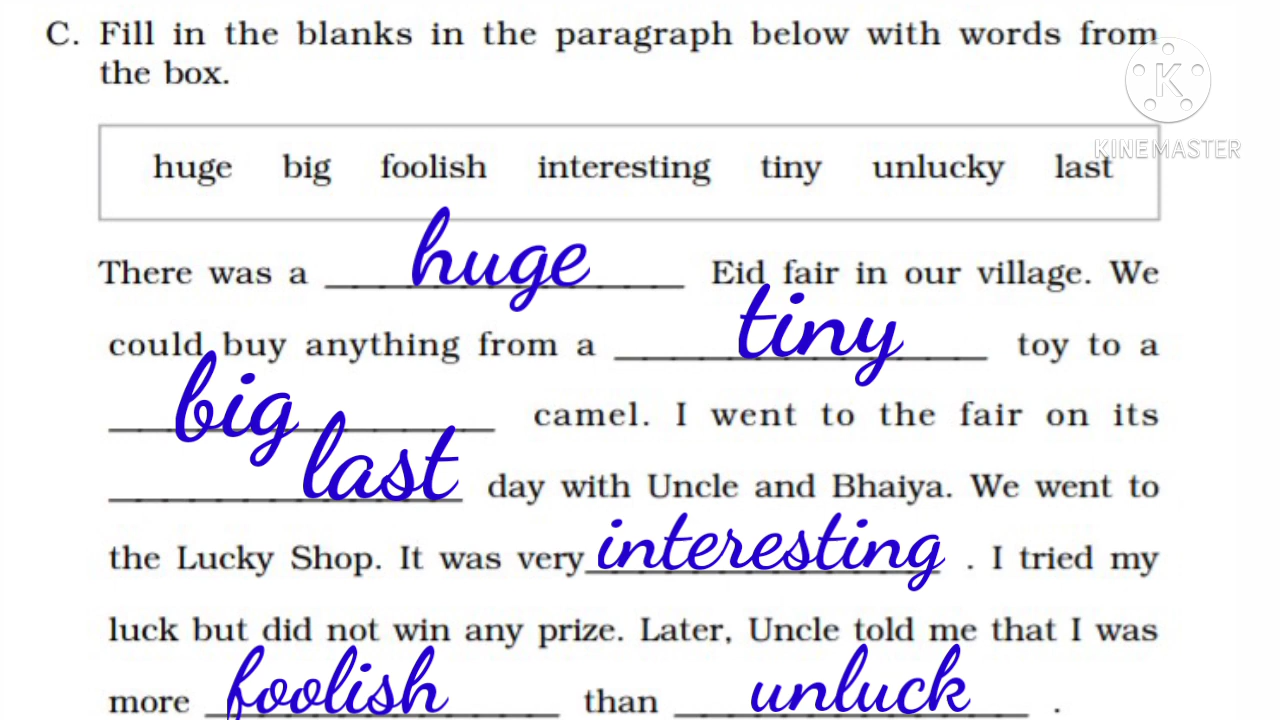 C. Fill in the blanks in the paragraph below with words from
the box.
KINEMASTER
huge big foolish interesting tiny unlucky last
There was a huge Eid fair in our village. We
could buy anything from a tiny toy to a
big camel. I went to the fair on its
last day with Uncle and Bhaiya. We went to
the Lucky Shop. It was very interesting . I tried my
luck but did not win any prize. Later, Uncle told me that I was
more foolish than unluck .